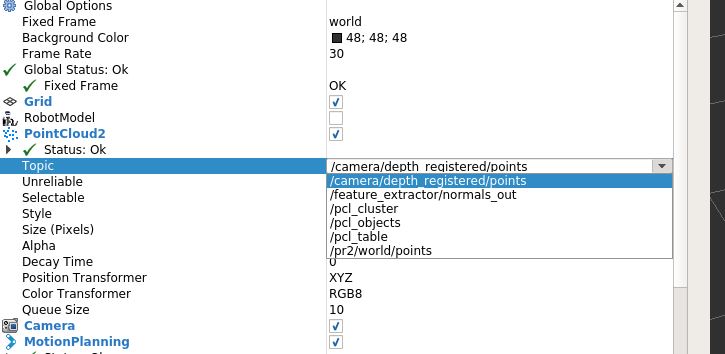 Global Options
Fixed Frame world
Background Color 48; 48; 48
Frame Rate 30
Global Status: Ok
Fixed Frame OK
Grid
RobotModel
PointCloud2
Status: Ok
Topic /camera/depth_registered/points
Unreliable /camera/depth_registered/points
Selectable /feature_extractor/normals_out
Style /pcl_cluster
Size (Pixels) /pcl_objects
Alpha /pcl_table
/pr2/world/points
Decay Time 0
Position Transformer XYZ
Color Transformer RGB8
Queue Size 10
Camera
MotionPlanning